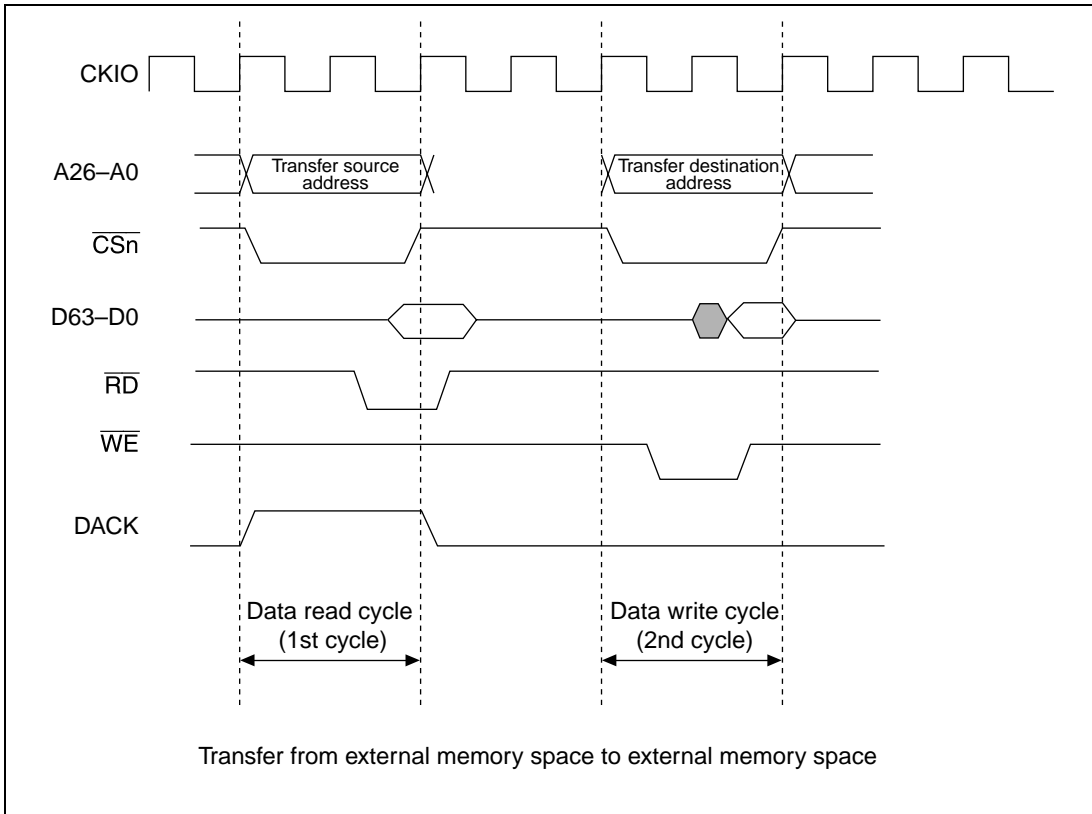 CKIO
A26–A0
Transfer source
address
Transfer destination
address
CSn
D63–D0
RD
WE
DACK
Data read cycle
(1st cycle)
Data write cycle
(2nd cycle)
Transfer from external memory space to external memory space